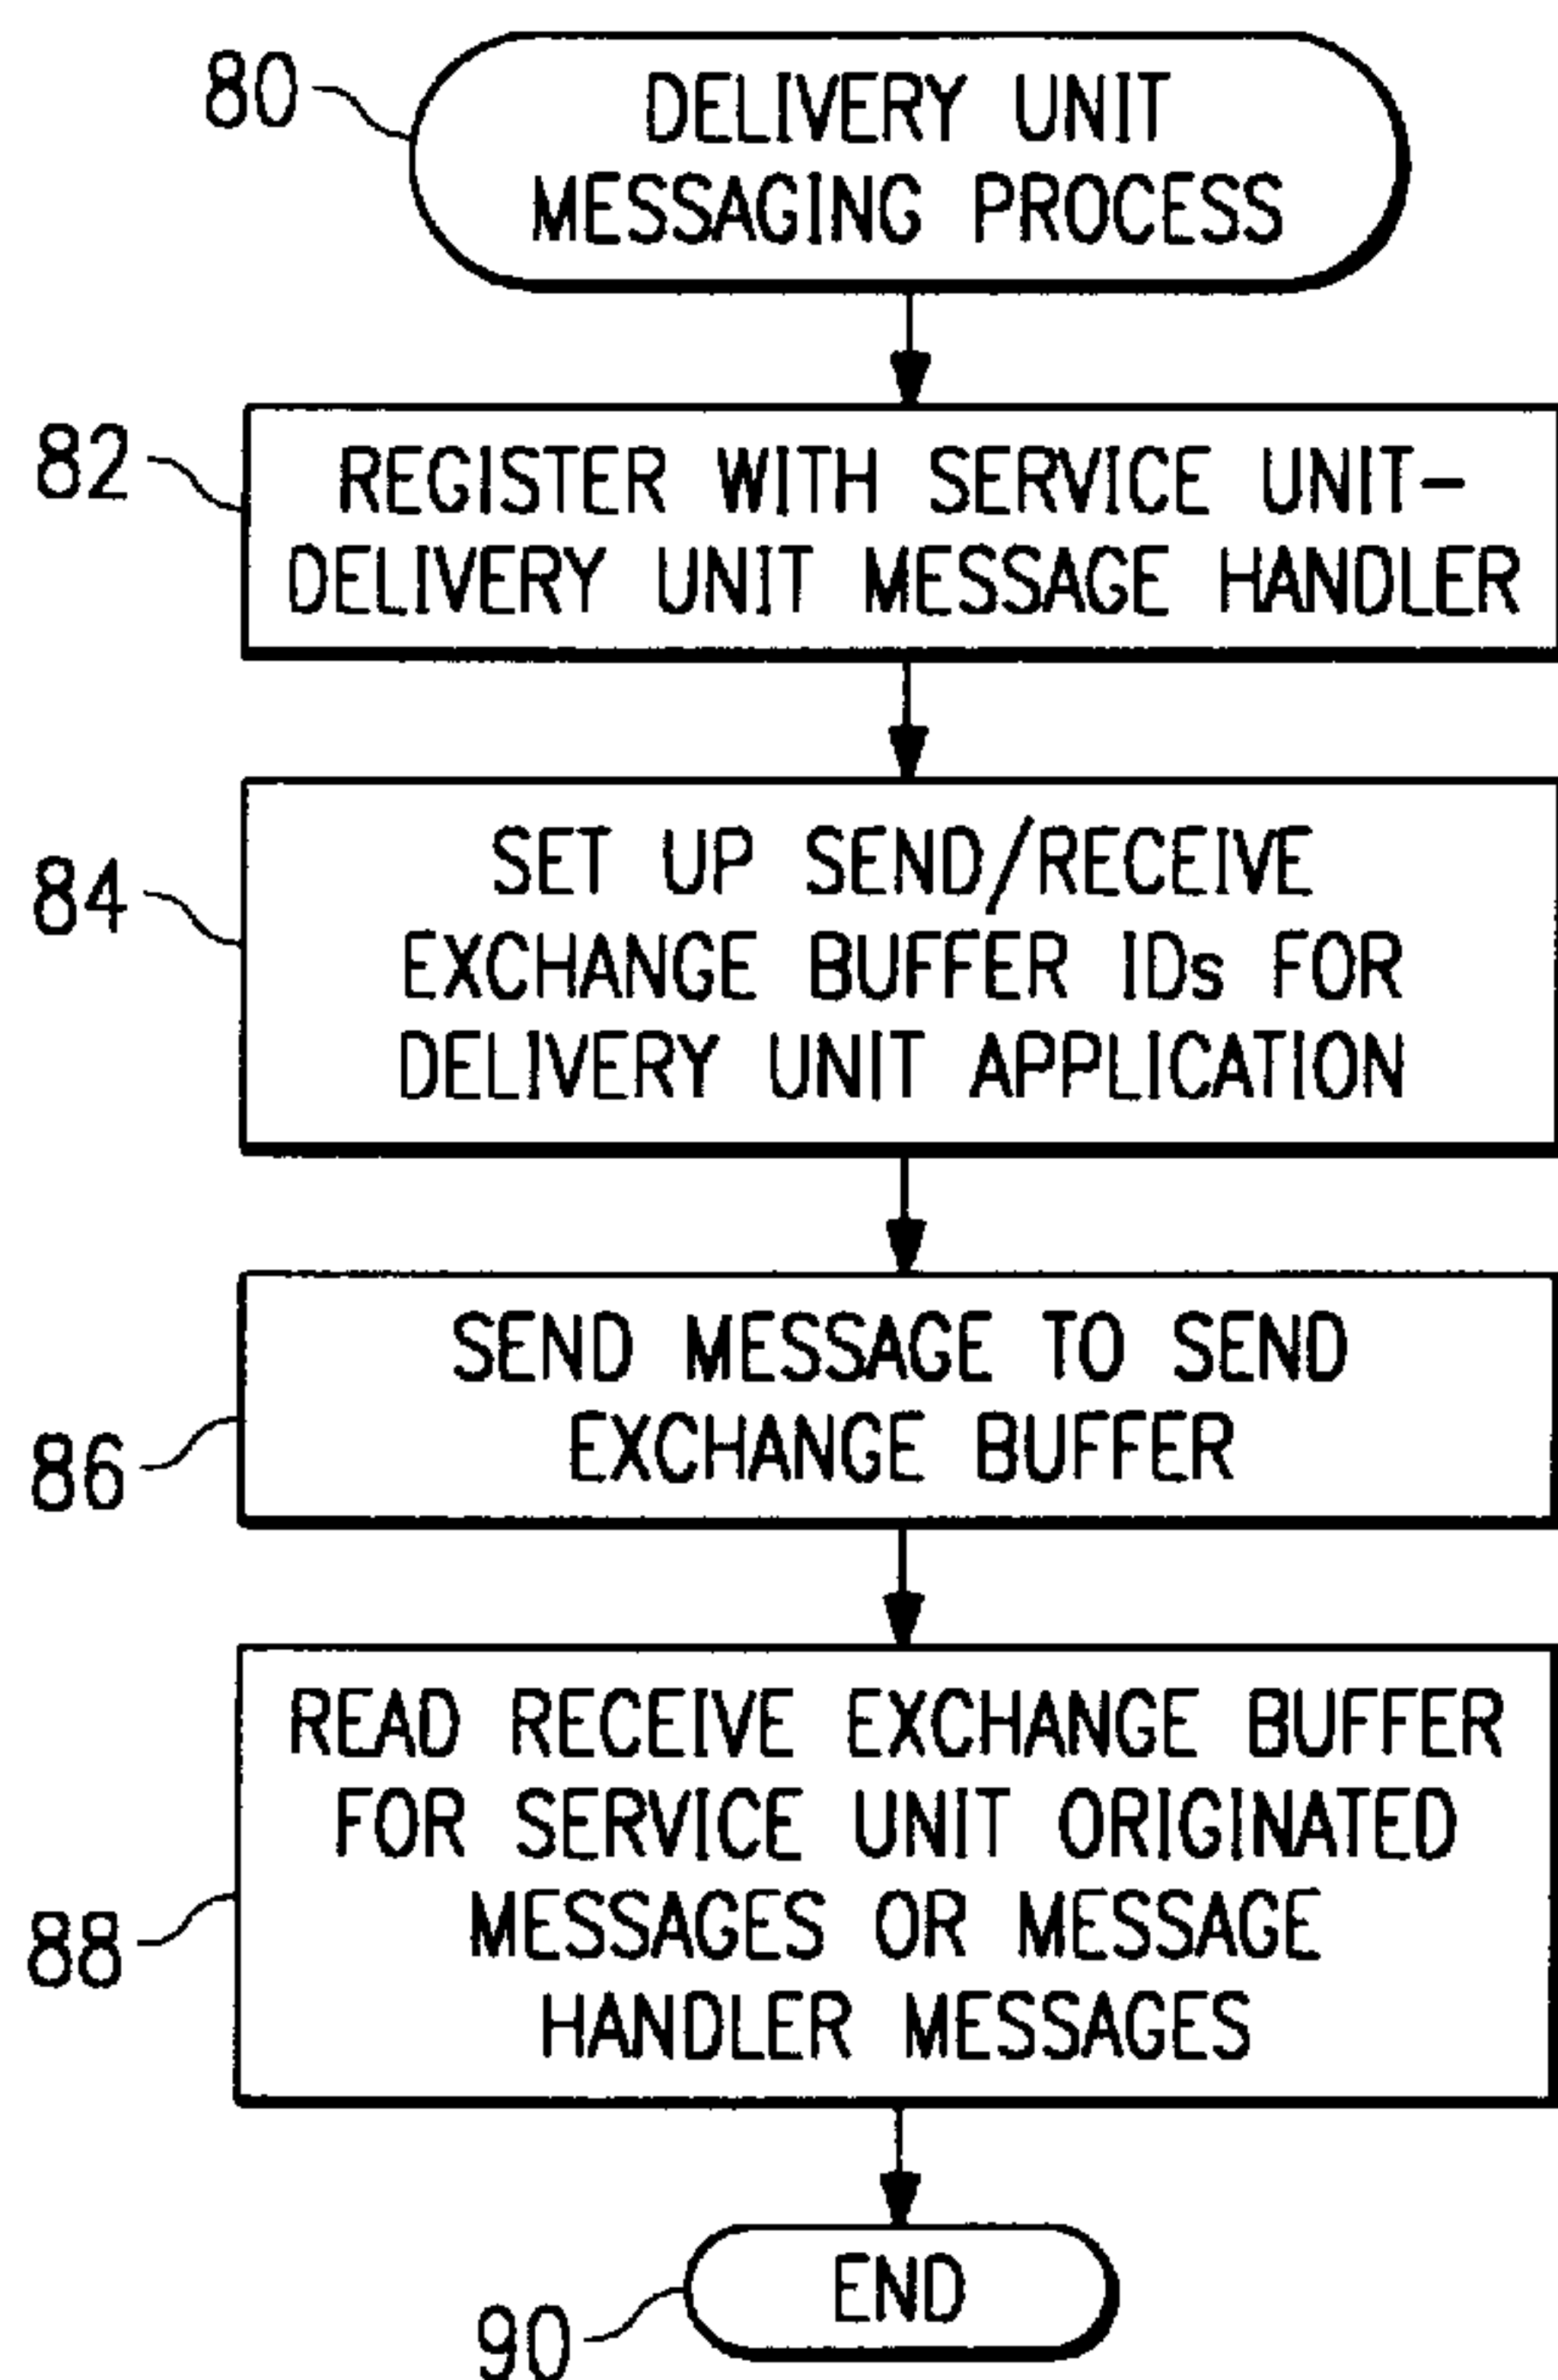 80
DELIVERY UNIT
MESSAGING PROCESS
82
REGISTER WITH SERVICE UNIT-
DELIVERY UNIT MESSAGE HANDLER
84
SET UP SEND/RECEIVE
EXCHANGE BUFFER IDs FOR
DELIVERY UNIT APPLICATION
86
SEND MESSAGE TO SEND
EXCHANGE BUFFER
88
READ RECEIVE EXCHANGE BUFFER
FOR SERVICE UNIT ORIGINATED
MESSAGES OR MESSAGE
HANDLER MESSAGES
90
END